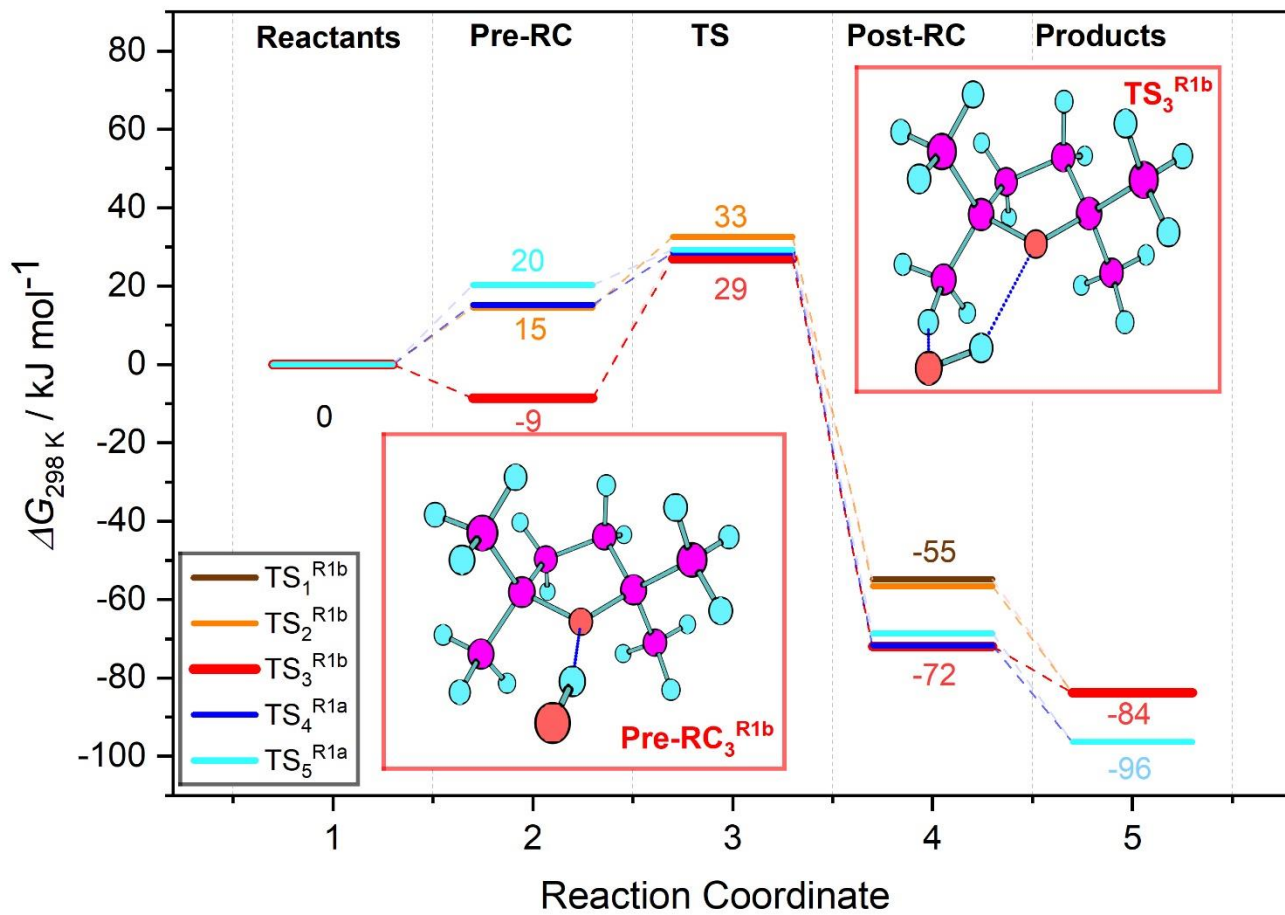 Reactants Pre-RC TS Post-RC Products
80
60
40
20
0
-20
-40
-60
-80
-100
ΔG298 K / kJ mol⁻¹
TS₃R1b
33
20
29
15
0
-9
-55
-72
-84
-96
Pre-RC₃R1b
TS₁R1b
TS₂R1b
TS₃R1b
TS₄R1a
TS₅R1a
1 2 3 4 5
Reaction Coordinate